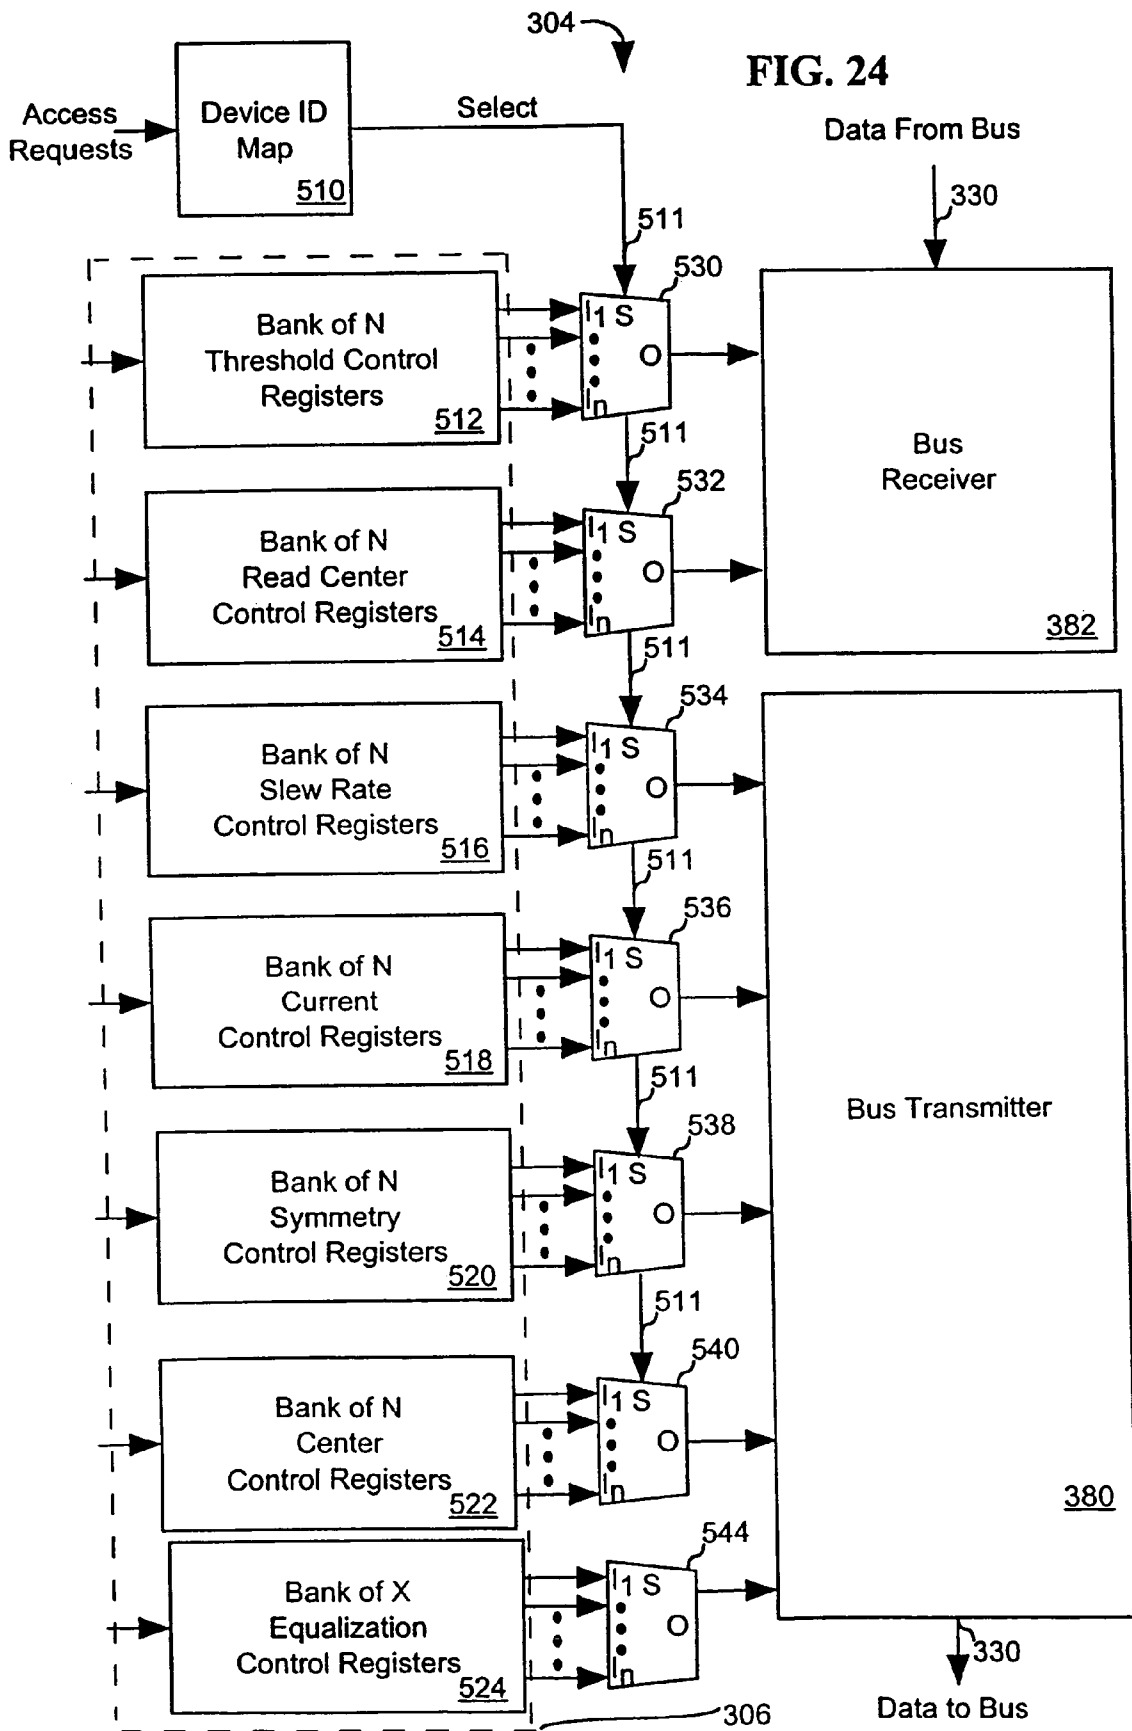 304
FIG. 24
Access
Requests
Device ID
Map
510
Select
Data From Bus
330
511
530
Bank of N
Threshold Control
Registers
512
I1 S
O
In
511
Bus
Receiver
382
532
Bank of N
Read Center
Control Registers
514
I1 S
O
In
511
534
Bank of N
Slew Rate
Control Registers
516
I1 S
O
In
511
536
Bank of N
Current
Control Registers
518
I1 S
O
In
511
Bus Transmitter
380
538
Bank of N
Symmetry
Control Registers
520
I1 S
O
In
511
540
Bank of N
Center
Control Registers
522
I1 S
O
In
544
Bank of X
Equalization
Control Registers
524
I1 S
O
In
330
Data to Bus
306